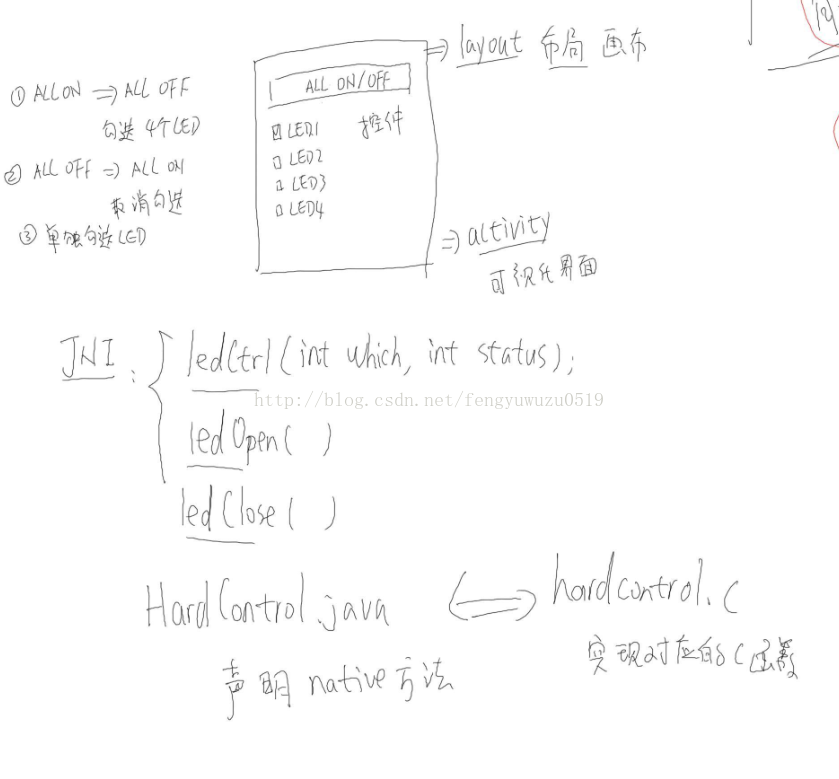 ① ALL ON => ALL OFF
勾选 4个LED
② ALL OFF => ALL ON
取消勾选
③ 单独勾选LED
ALL ON/OFF
LED1 控件
LED2
LED3
LED4
=> layout 布局 画布
=> activity
可视化界面
JNI: ledCtrl(int which, int status);
http://blog.csdn.net/fengyuwuzu0519
ledOpen( )
ledClose( )
HardControl.java <=> hardcontrol.c
声明 native方法
实现对应的C函数